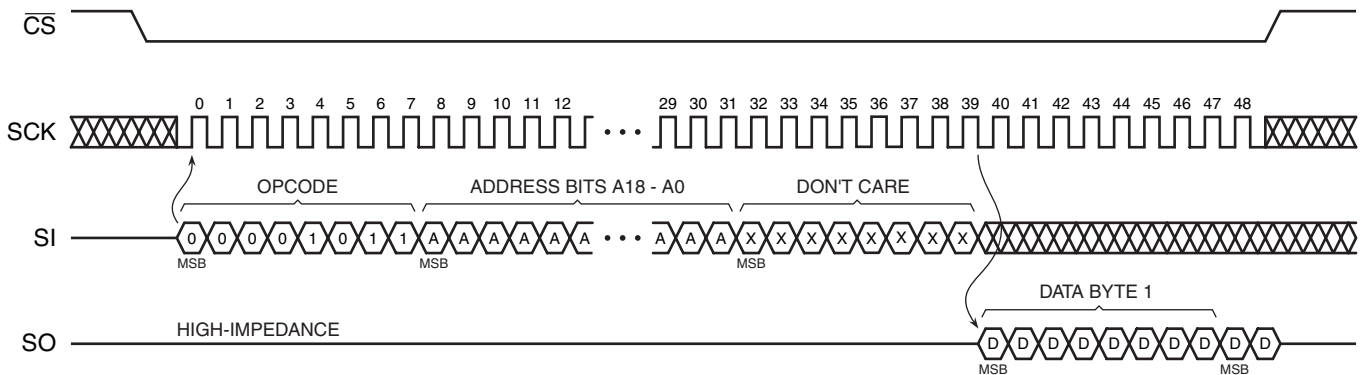 CS
0 1 2 3 4 5 6 7 8 9 10 11 12 29 30 31 32 33 34 35 36 37 38 39 40 41 42 43 44 45 46 47 48
SCK
OPCODE ADDRESS BITS A18 - A0 DON'T CARE
SI 0 0 0 0 1 0 1 1 A A A A A A A A A X X X X X X X X
MSB MSB MSB
DATA BYTE 1
HIGH-IMPEDANCE
SO D D D D D D D D D D
MSB MSB